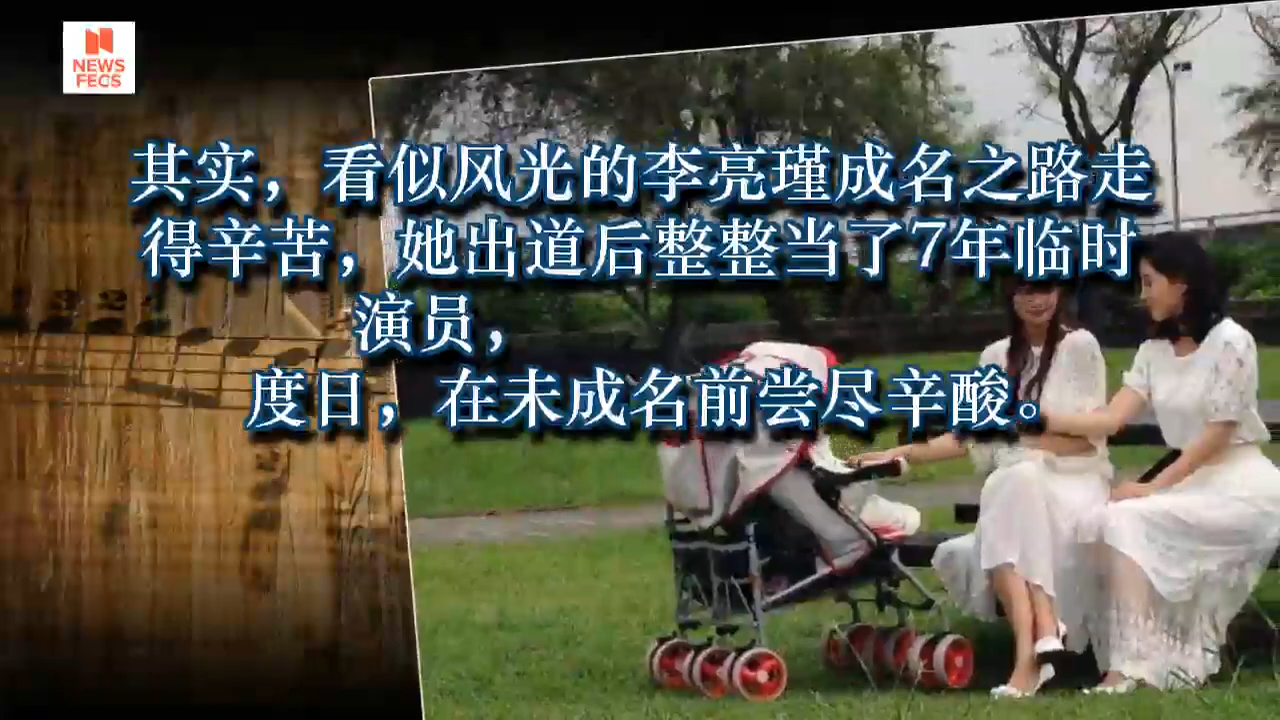 NEWS
FEOS
其实，看似风光的李亮瑾成名之路走
得辛苦，她出道后整整当了7年临时
演员，
度日，在未成名前尝尽辛酸。